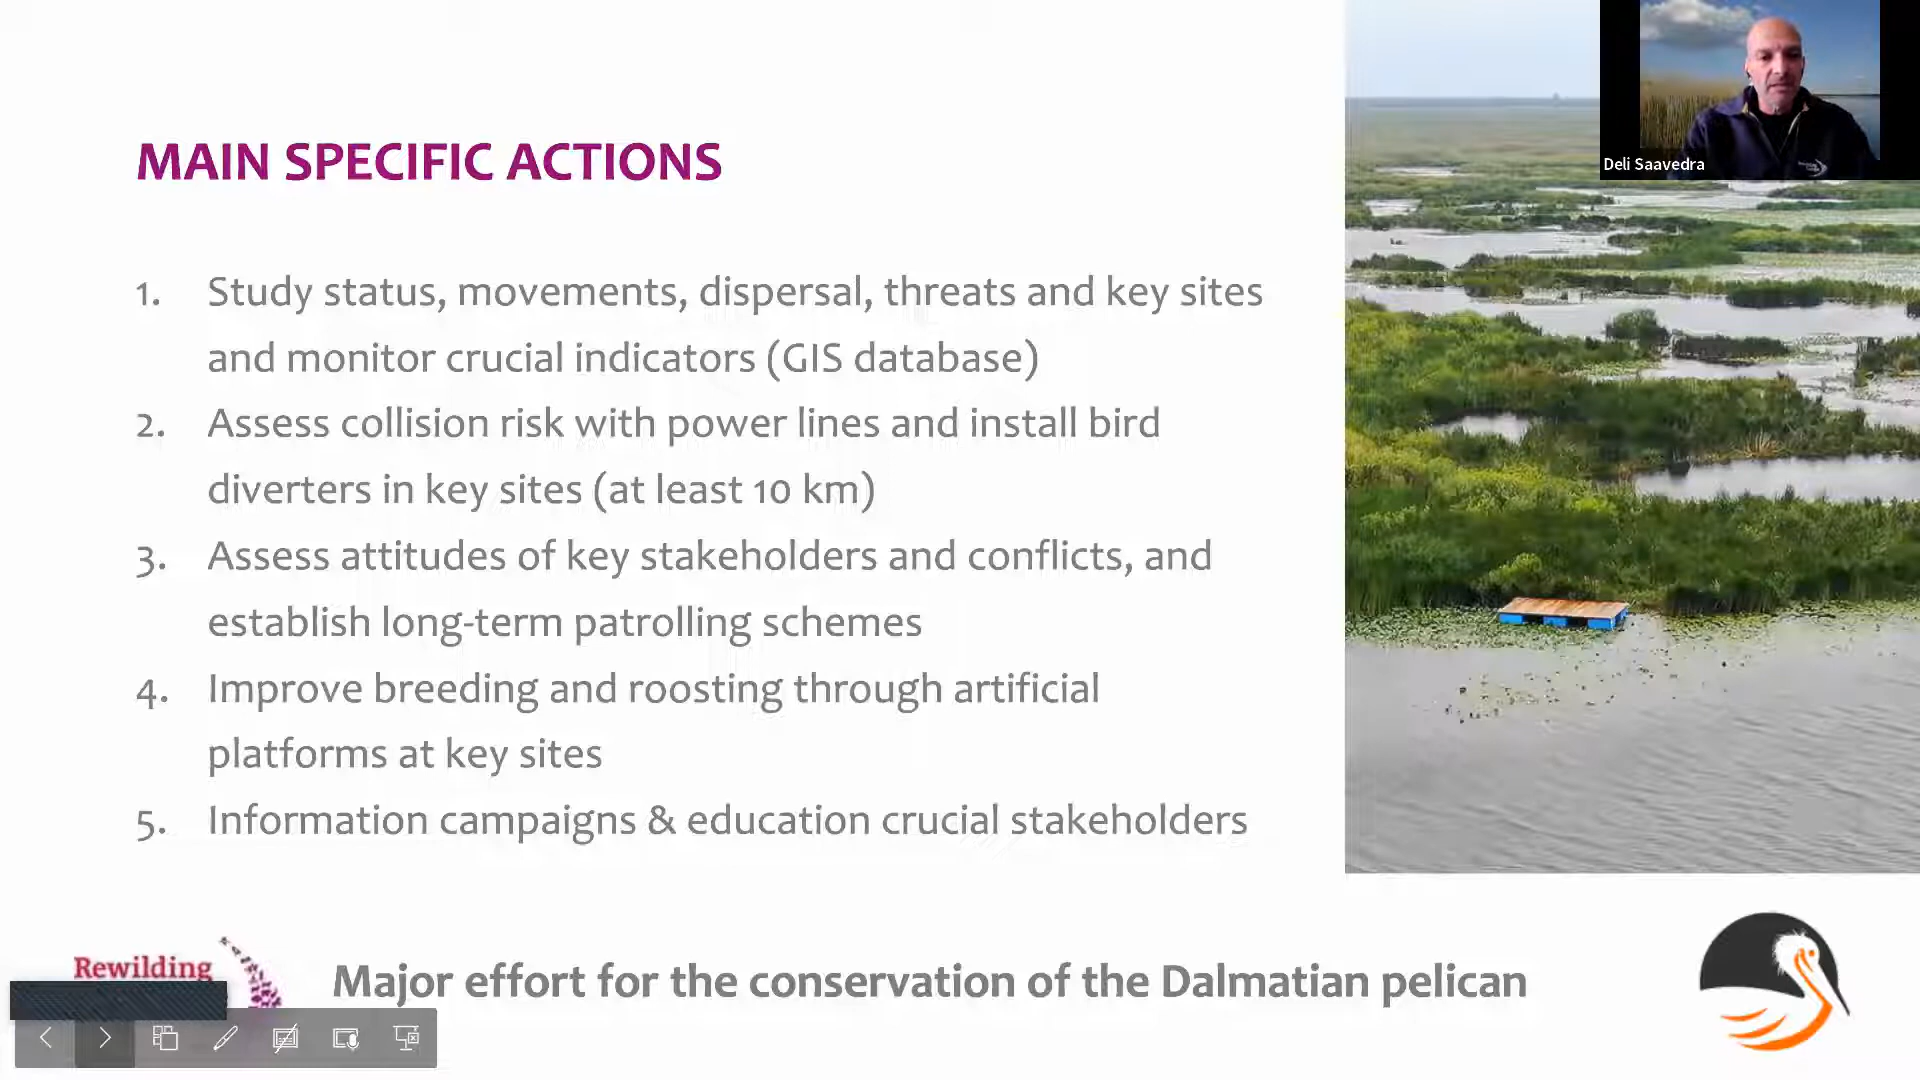 Deli Saavedra
MAIN SPECIFIC ACTIONS
1. Study status, movements, dispersal, threats and key sites
and monitor crucial indicators (GIS database)
2. Assess collision risk with power lines and install bird
diverters in key sites (at least 10 km)
3. Assess attitudes of key stakeholders and conflicts, and
establish long-term patrolling schemes
4. Improve breeding and roosting through artificial
platforms at key sites
5. Information campaigns & education crucial stakeholders
Rewilding
Major effort for the conservation of the Dalmatian pelican